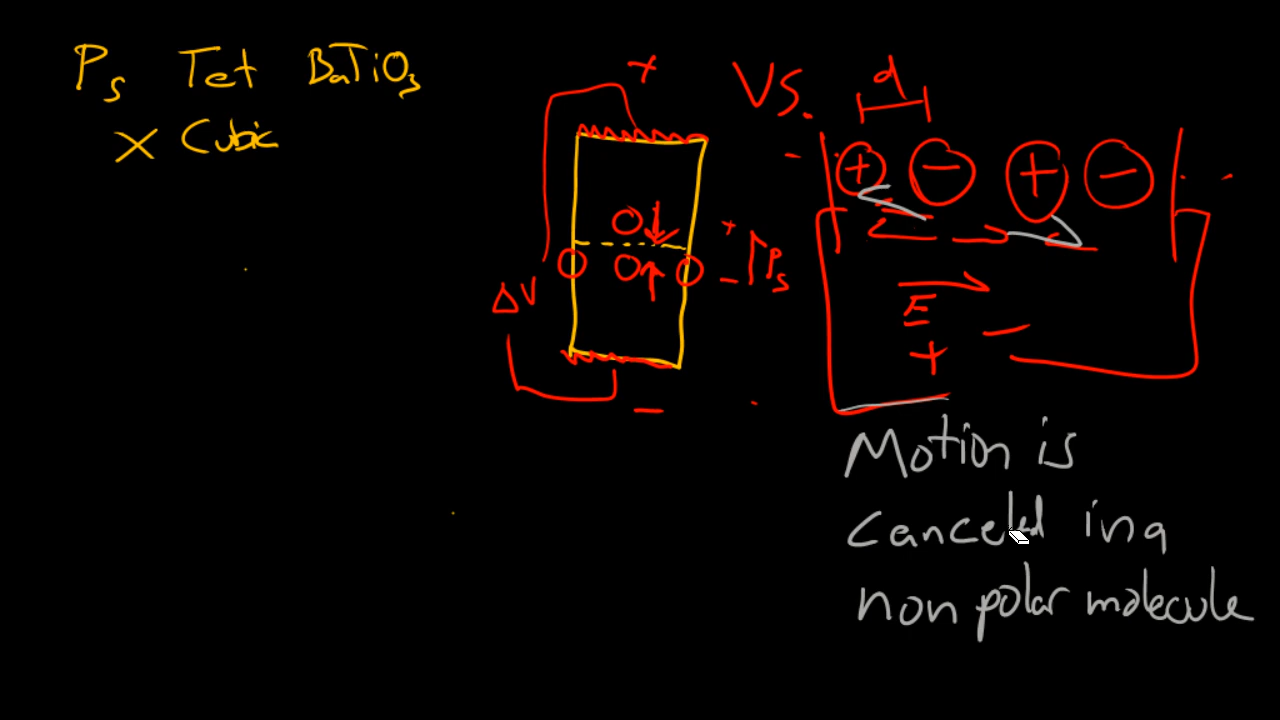 Ps Tet BaTiO3
X Cubic
+
VS.
d
-
+ - + -
ΔV
+
-
Ps
E
+
-
-
Motion is
canceled in a
non polar molecule